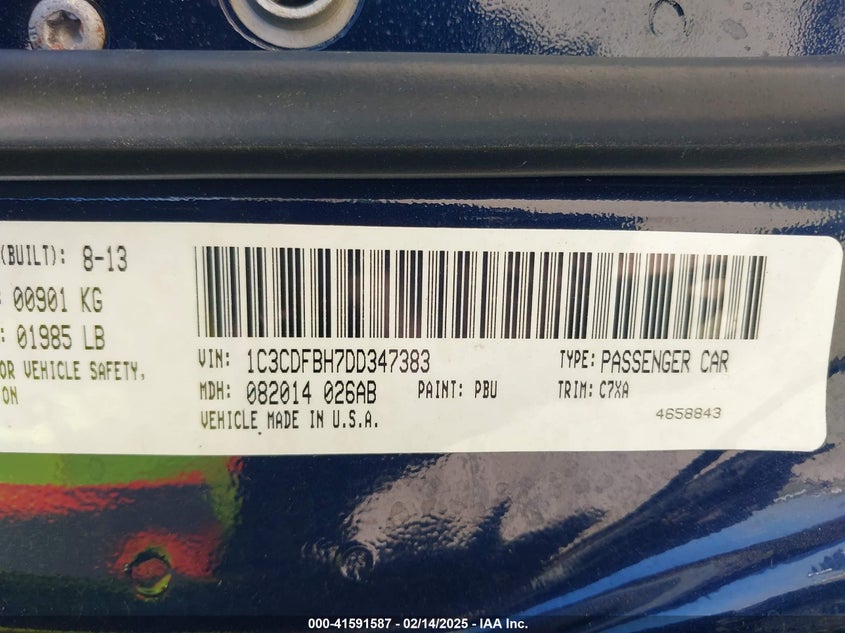 (BUILT): 8-13
00901 KG
: 01985 LB
OR VEHICLE SAFETY,
ON
VIN: 1C3CDFBH7DD347383 TYPE: PASSENGER CAR
MDH: 082014 026AB PAINT: PBU TRIM: C7XA
VEHICLE MADE IN U.S.A.
4658843
000-41591587 - 02/14/2025 - IAA Inc.